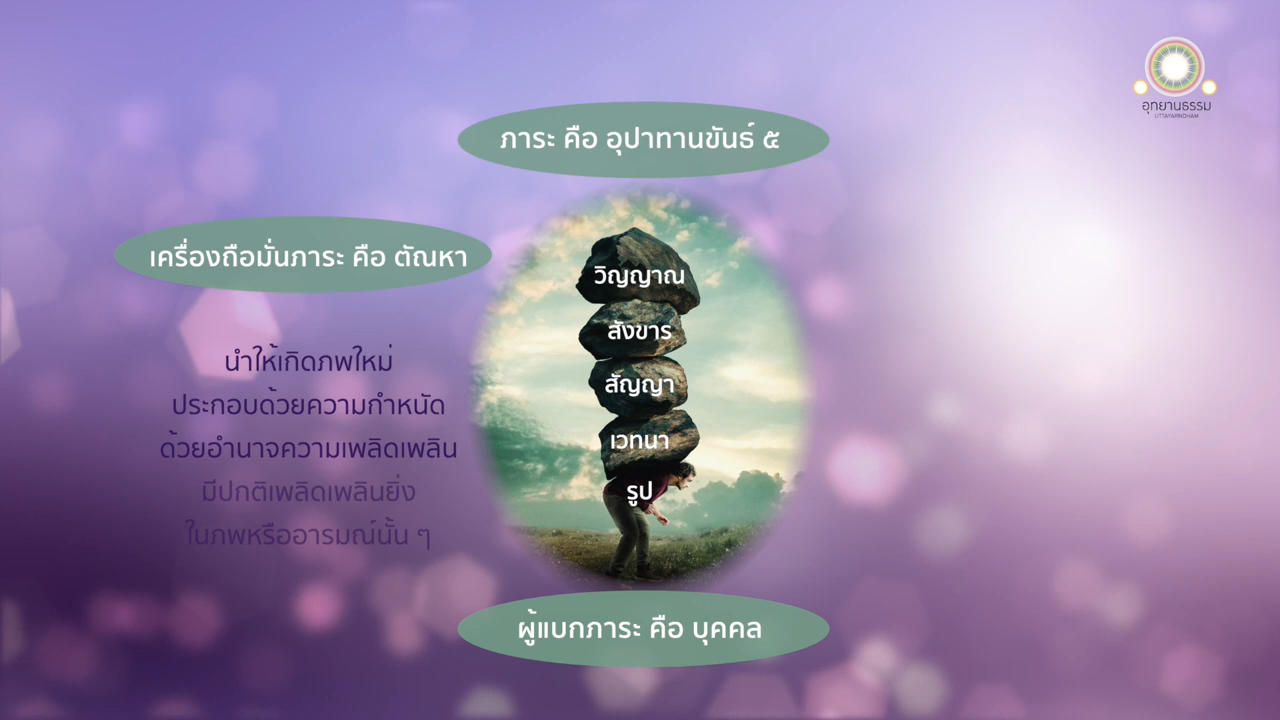 อุทยานธรรม
UTTAYARNDHAM
ภาระ คือ อุปาทานขันธ์ ๕
เครื่องถือมั่นภาระ คือ ตัณหา
นำให้เกิดภพใหม่
ประกอบด้วยความกำหนัด
ด้วยอำนาจความเพลิดเพลิน
มีปกติเพลิดเพลินยิ่ง
ในภพหรืออารมณ์นั้น ๆ
วิญญาณ
สังขาร
สัญญา
เวทนา
รูป
ผู้แบกภาระ คือ บุคคล